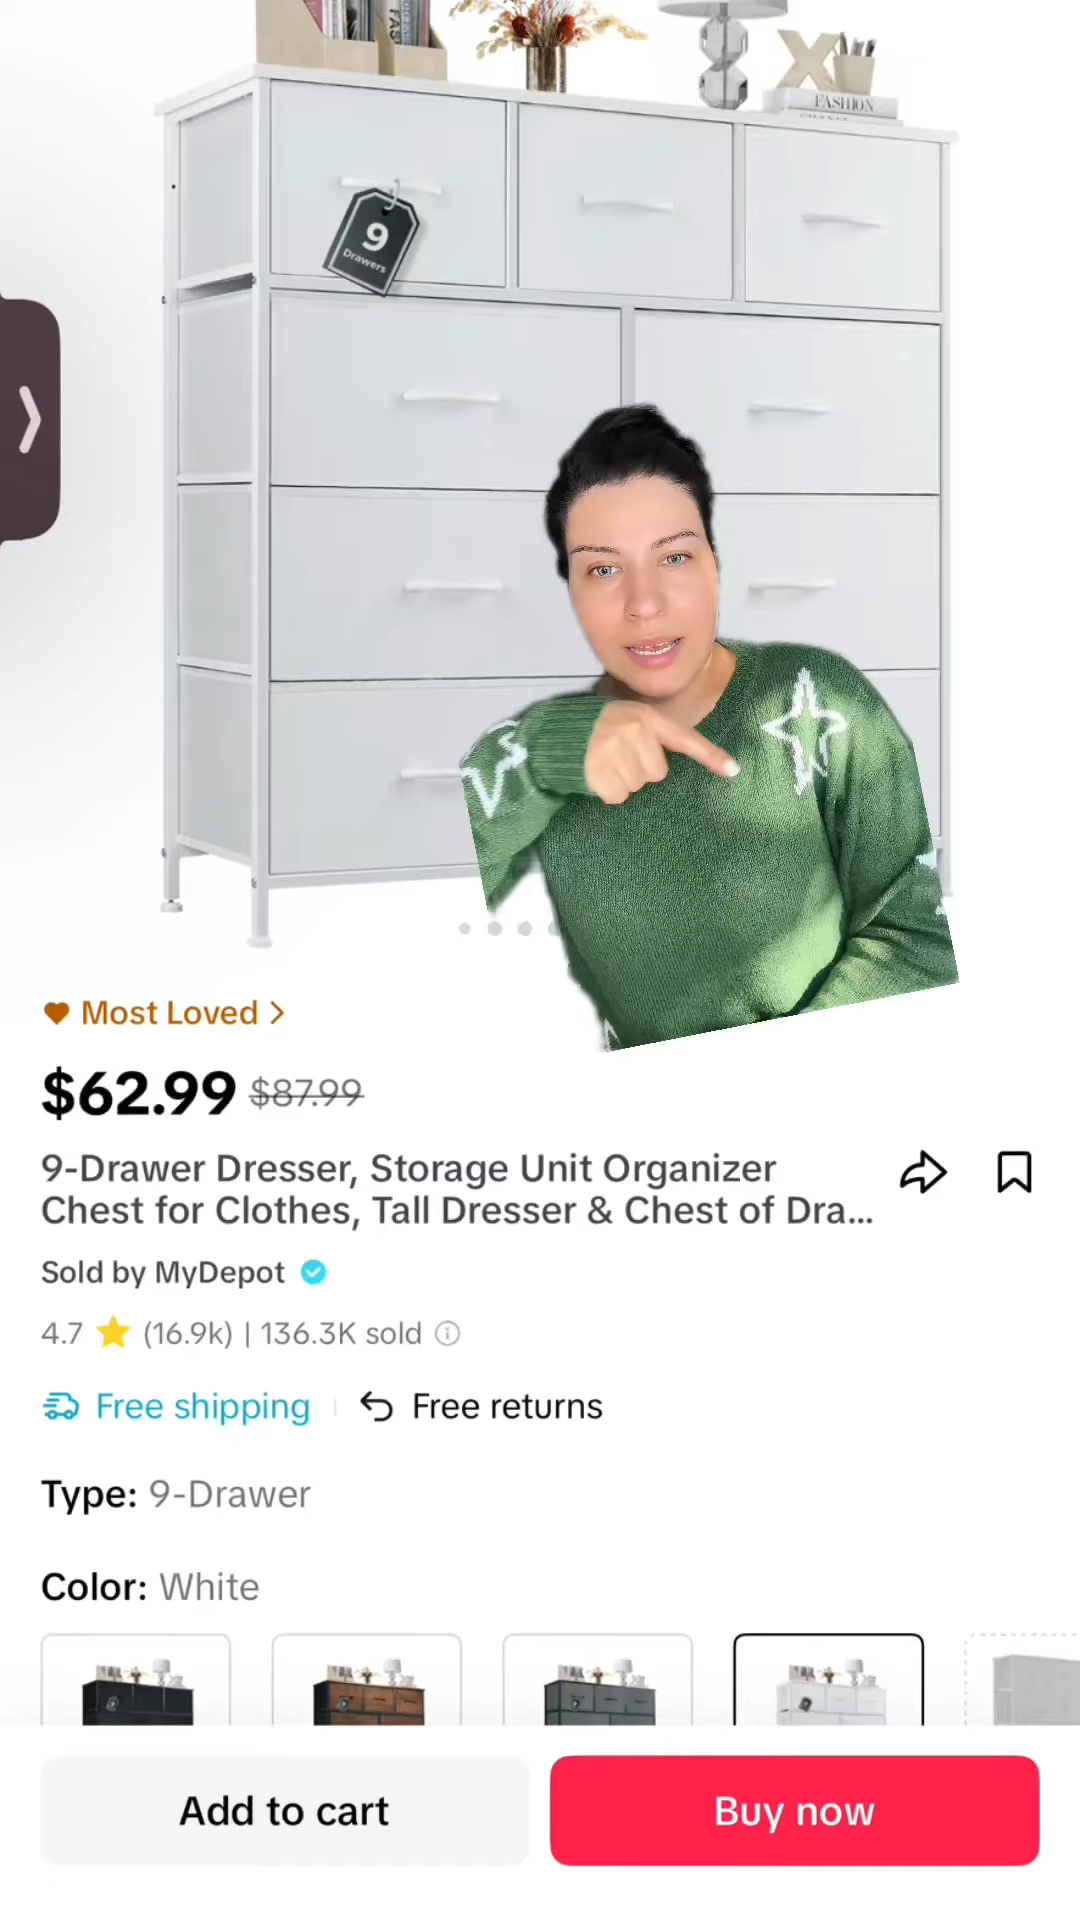 FAS
FASHION
9
Drawers
Most Loved >
$62.99 $87.99
9-Drawer Dresser, Storage Unit Organizer
Chest for Clothes, Tall Dresser & Chest of Dra...
Sold by MyDepot
4.7 (16.9k) | 136.3K sold
Free shipping Free returns
Type: 9-Drawer
Color: White
Add to cart
Buy now